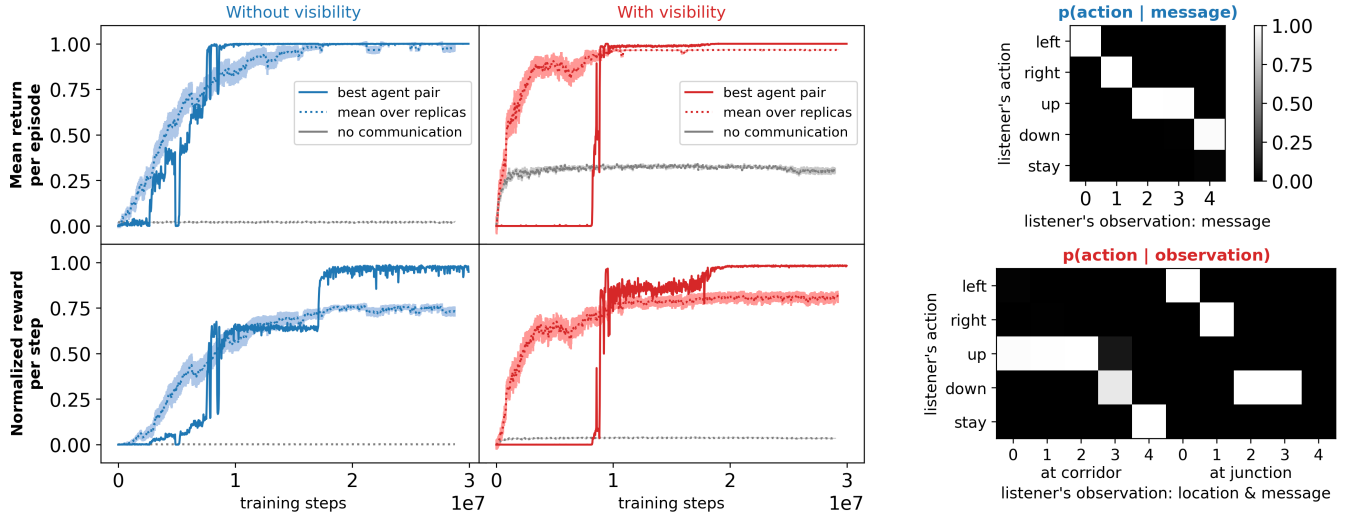 Without visibility
With visibility
Mean return
per episode
1.00
0.75
0.50
0.25
0.00
best agent pair
mean over replicas
no communication
best agent pair
mean over replicas
no communication
Normalized reward
per step
1.00
0.75
0.50
0.25
0.00
0 1 2 3
1e7
training steps
0 1 2 3
1e7
training steps
p(action | message)
listener's action
left
right
up
down
stay
0 1 2 3 4
listener's observation: message
1.00
0.75
0.50
0.25
0.00
p(action | observation)
listener's action
left
right
up
down
stay
0 1 2 3 4 0 1 2 3 4
at corridor at junction
listener's observation: location & message